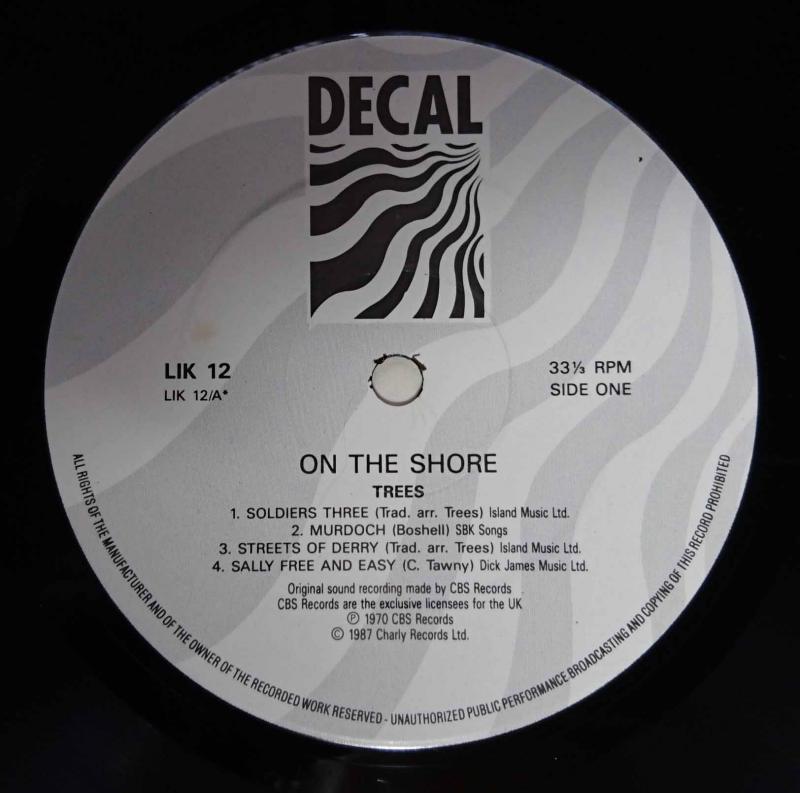 DECAL
LIK 12
LIK 12/A*
33⅓ RPM
SIDE ONE
ON THE SHORE
TREES
1. SOLDIERS THREE (Trad. arr. Trees) Island Music Ltd.
2. MURDOCH (Boshell) SBK Songs
3. STREETS OF DERRY (Trad. arr. Trees) Island Music Ltd.
4. SALLY FREE AND EASY (C. Tawny) Dick James Music Ltd.
Original sound recording made by CBS Records
CBS Records are the exclusive licensees for the UK
℗ 1970 CBS Records
© 1987 Charly Records Ltd.
ALL RIGHTS OF THE MANUFACTURER AND OF THE OWNER OF THE RECORDED WORK RESERVED - UNAUTHORIZED PUBLIC PERFORMANCE BROADCASTING AND COPYING OF THIS RECORD PROHIBITED